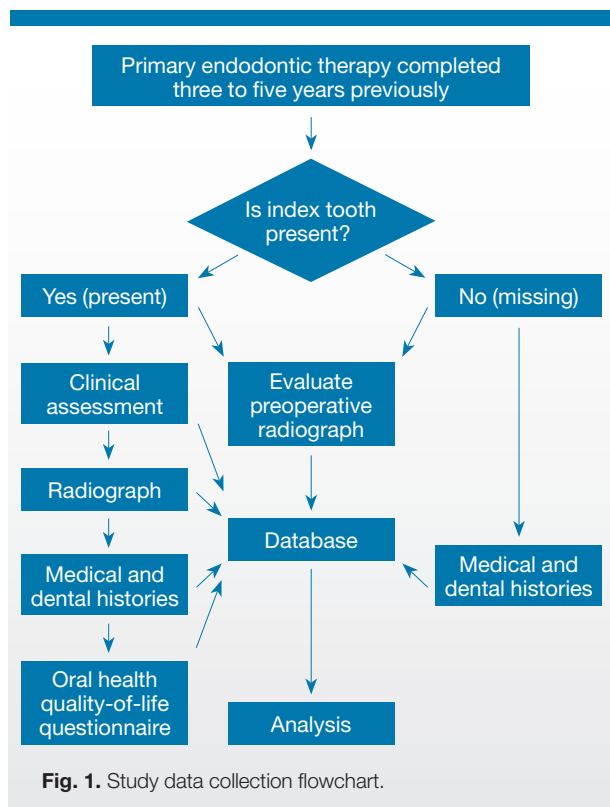 Primary endodontic therapy completed
three to five years previously
Is index tooth
present?
Yes (present)
No (missing)
Clinical
assessment
Evaluate
preoperative
radiograph
Radiograph
Database
Medical and
dental histories
Medical and
dental histories
Oral health
quality-of-life
questionnaire
Analysis
Fig. 1. Study data collection flowchart.